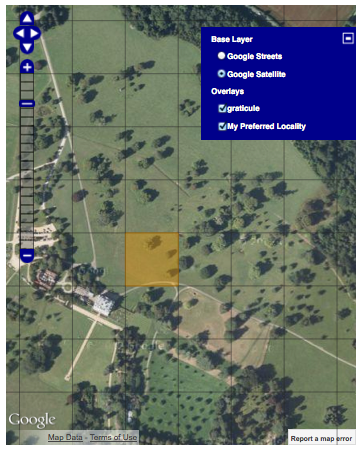 Base Layer
Google Streets
Google Satellite
Overlays
graticule
My Preferred Locality
Google
Map Data - Terms of Use
Report a map error